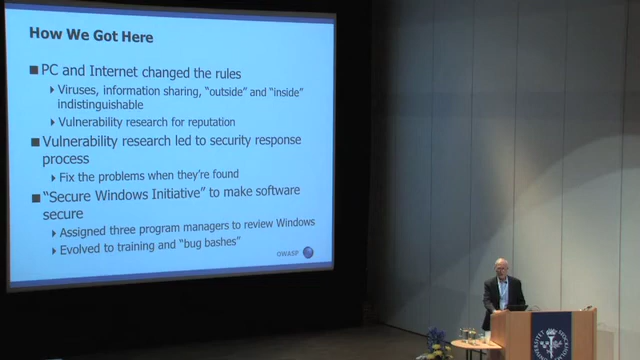 How We Got Here
■ PC and Internet changed the rules
Viruses, information sharing, "outside" and "inside"
indistinguishable
Vulnerability research for reputation
■ Vulnerability research led to security response
process
Fix the problems when they're found
■ "Secure Windows Initiative" to make software
secure
Assigned three program managers to review Windows
Evolved to training and "bug bashes"
OWASP